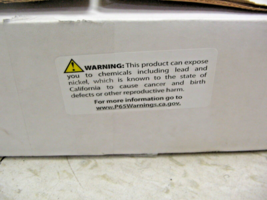 WARNING: This product can expose
you to chemicals including lead and
nickel, which is known to the state of
California to cause cancer and birth
defects or other reproductive harm.
For more information go to
www.P65Warnings.ca.gov.